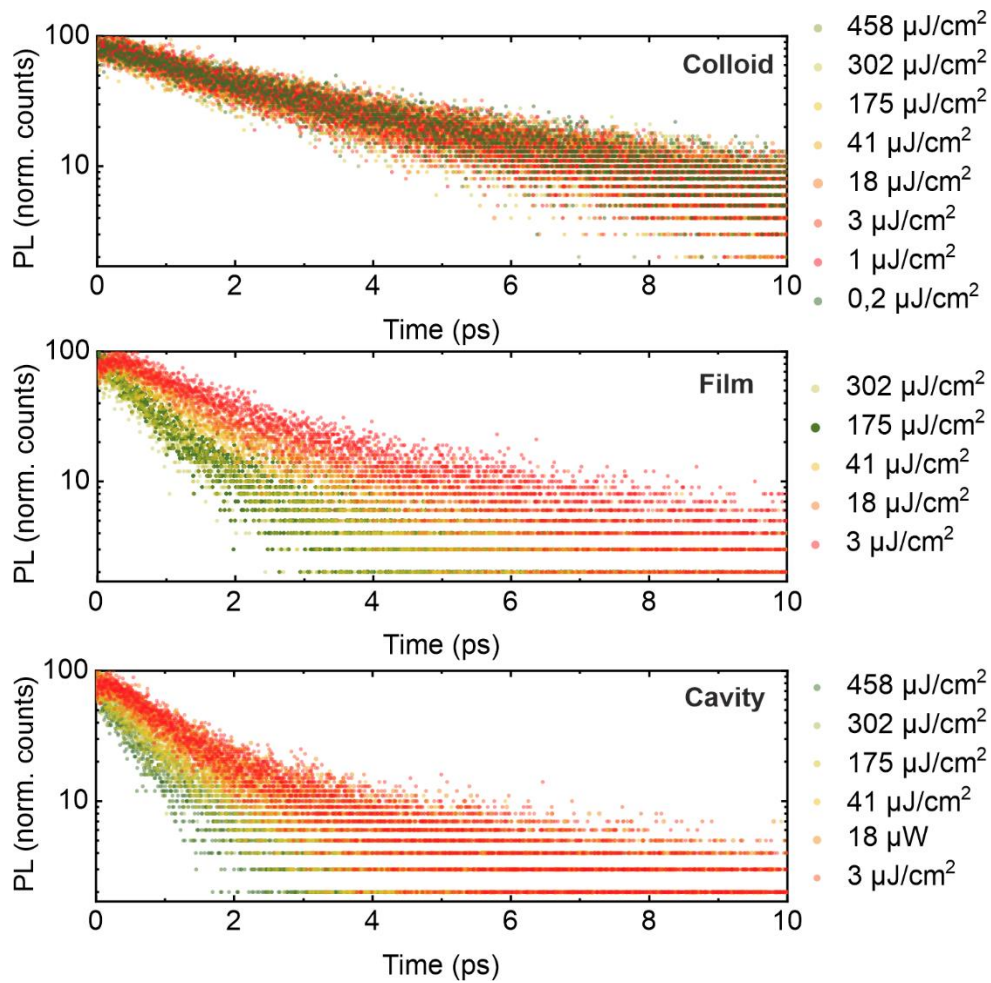 100
10
PL (norm. counts)
Colloid
0
2
4
6
8
10
Time (ps)
458 µJ/cm²
302 µJ/cm²
175 µJ/cm²
41 µJ/cm²
18 µJ/cm²
3 µJ/cm²
1 µJ/cm²
0,2 µJ/cm²
100
10
PL (norm. counts)
Film
0
2
4
6
8
10
Time (ps)
302 µJ/cm²
175 µJ/cm²
41 µJ/cm²
18 µJ/cm²
3 µJ/cm²
100
10
PL (norm. counts)
Cavity
0
2
4
6
8
10
Time (ps)
458 µJ/cm²
302 µJ/cm²
175 µJ/cm²
41 µJ/cm²
18 µW
3 µJ/cm²